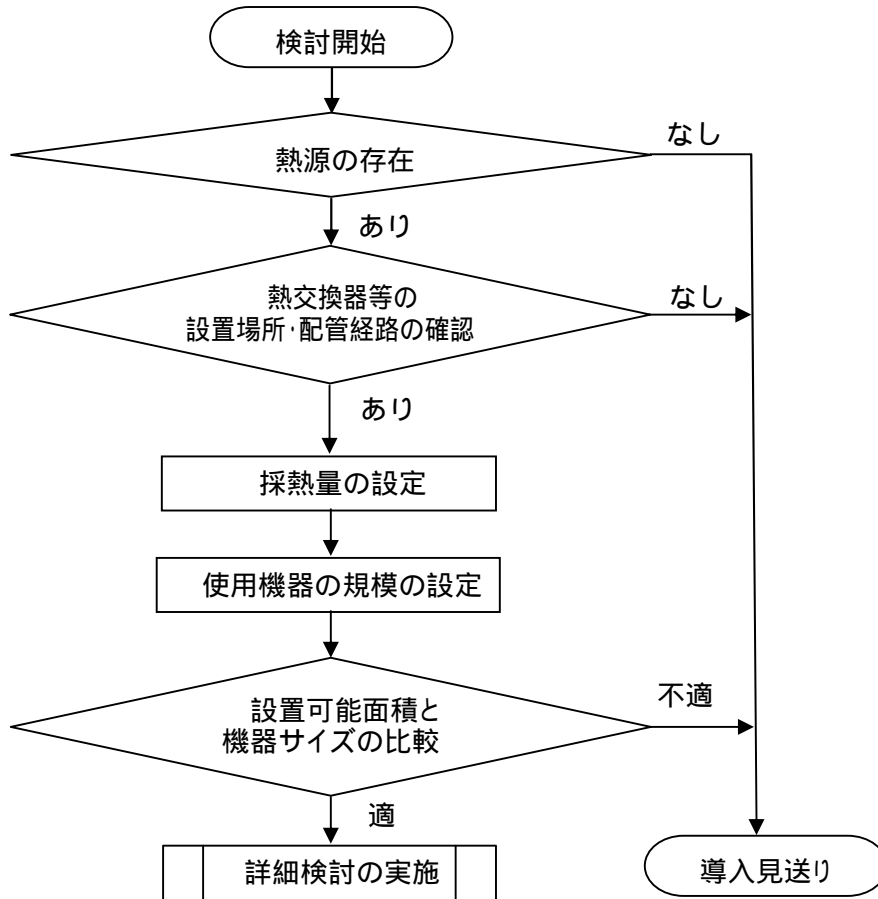 検討開始
熱源の存在
なし
あり
熱交換器等の
設置場所・配管経路の確認
なし
あり
採熱量の設定
使用機器の規模の設定
設置可能面積と
機器サイズの比較
不適
適
詳細検討の実施
導入見送り